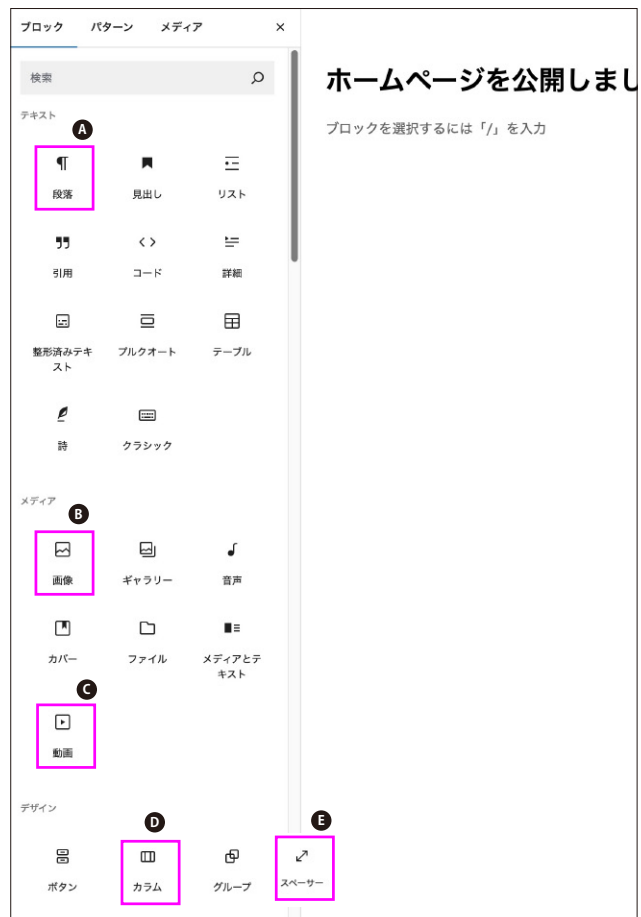 ブロック パターン メディア ×
検索
テキスト
A
段落 見出し リスト
引用 コード 詳細
整形済みテキ プルクオート テーブル
スト
詩 クラシック
メディア
B
画像 ギャラリー 音声
カバー ファイル メディアとテ
キスト
C
動画
デザイン
D E
ボタン カラム グループ スペーサー
ホームページを公開しまし
ブロックを選択するには「/」を入力